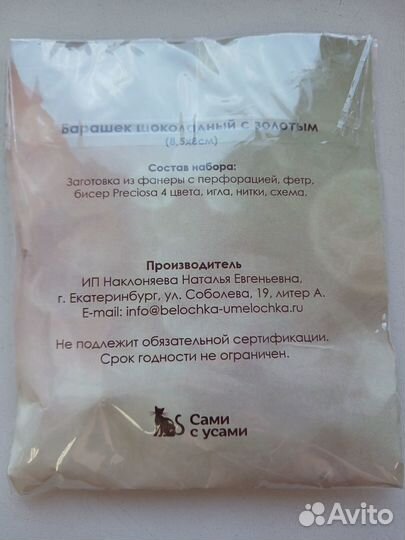 Барашек шоколадный с золотым
(8,5х8см)
Состав набора:
Заготовка из фанеры с перфорацией, фетр,
бисер Preciosa 4 цвета, игла, нитки, схема.
Производитель
ИП Наклоняева Наталья Евгеньевна,
г. Екатеринбург, ул. Соболева, 19, литер А.
E-mail: info@belochka-umelochka.ru
Не подлежит обязательной сертификации.
Срок годности не ограничен.
Сами
с усами
Avito